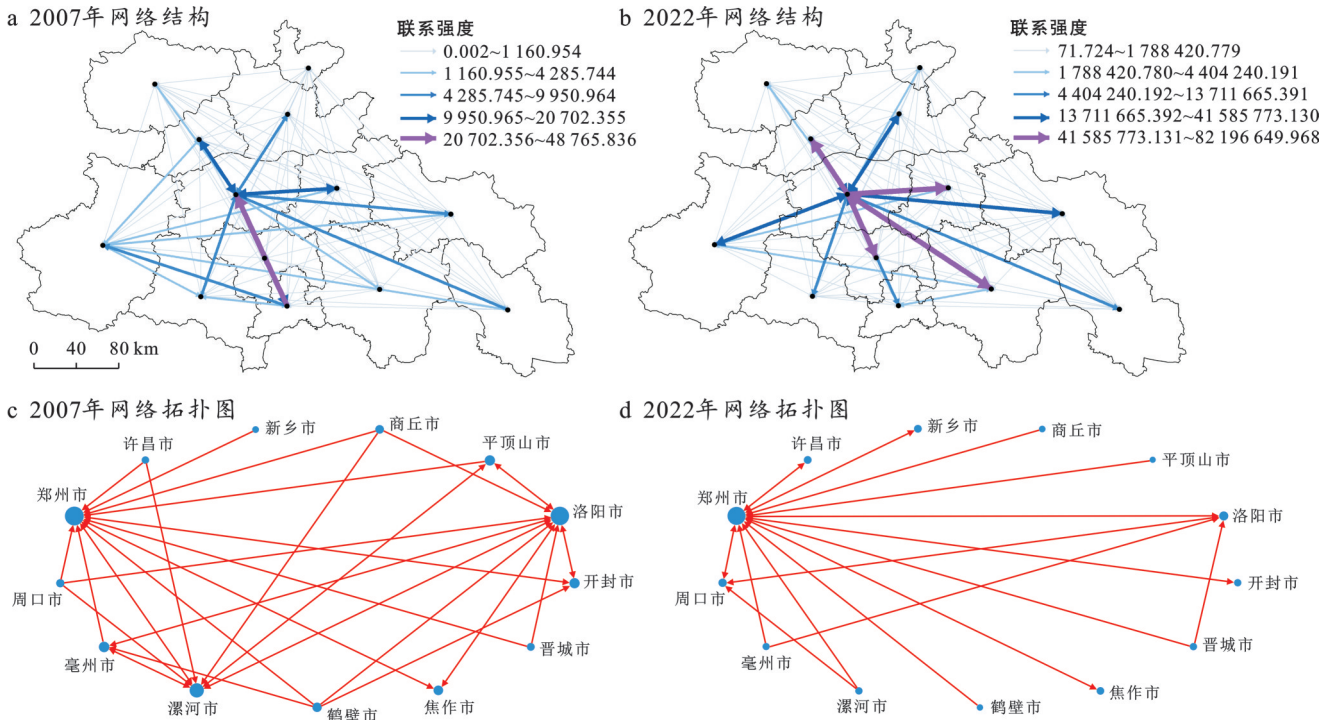 a 2007年网络结构
联系强度
0.002~1 160.954
1 160.955~4 285.744
4 285.745~9 950.964
9 950.965~20 702.355
20 702.356~48 765.836
0 40 80 km
b 2022年网络结构
联系强度
71.724~1 788 420.779
1 788 420.780~4 404 240.191
4 404 240.192~13 711 665.391
13 711 665.392~41 585 773.130
41 585 773.131~82 196 649.968
c 2007年网络拓扑图
新乡市
商丘市
许昌市
平顶山市
郑州市
洛阳市
周口市
开封市
亳州市
晋城市
漯河市
鹤壁市
焦作市
d 2022年网络拓扑图
新乡市
商丘市
许昌市
平顶山市
郑州市
洛阳市
周口市
开封市
亳州市
晋城市
漯河市
鹤壁市
焦作市